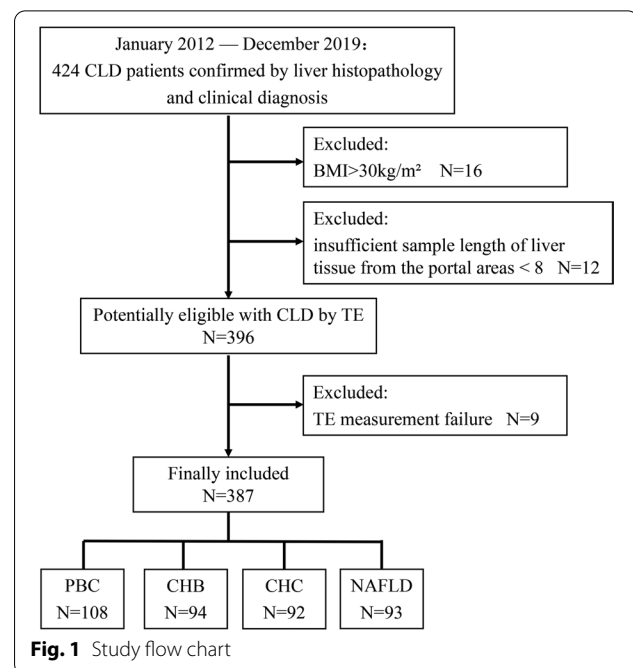 January 2012 — December 2019:
424 CLD patients confirmed by liver histopathology
and clinical diagnosis
Excluded:
BMI>30kg/m² N=16
Excluded:
insufficient sample length of liver
tissue from the portal areas < 8 N=12
Potentially eligible with CLD by TE
N=396
Excluded:
TE measurement failure N=9
Finally included
N=387
PBC
N=108
CHB
N=94
CHC
N=92
NAFLD
N=93
Fig. 1 Study flow chart